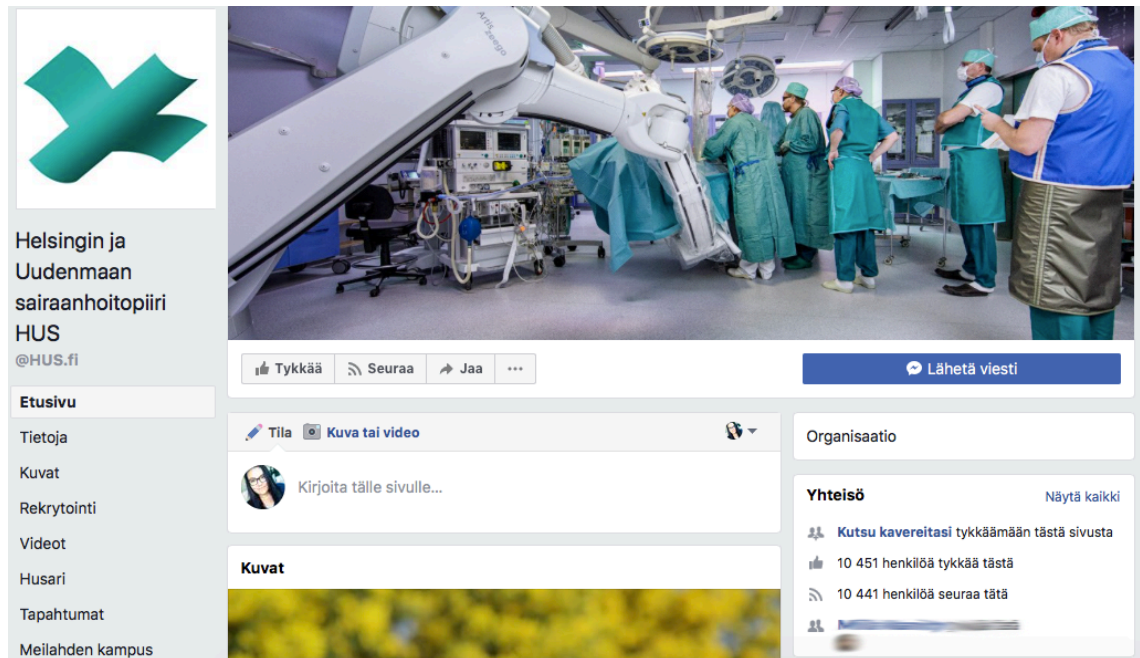 Artis zeego
Helsingin ja
Uudenmaan
sairaanhoitopiiri
HUS
@HUS.fi
Etusivu
Tietoja
Kuvat
Rekrytointi
Videot
Husari
Tapahtumat
Meilahden kampus
Tykkää
Seuraa
Jaa
Lähetä viesti
Tila
Kuva tai video
Kirjoita tälle sivulle...
Kuvat
Organisaatio
Yhteisö
Näytä kaikki
Kutsu kavereitasi tykkäämään tästä sivusta
10 451 henkilöä tykkää tästä
10 441 henkilöä seuraa tätä